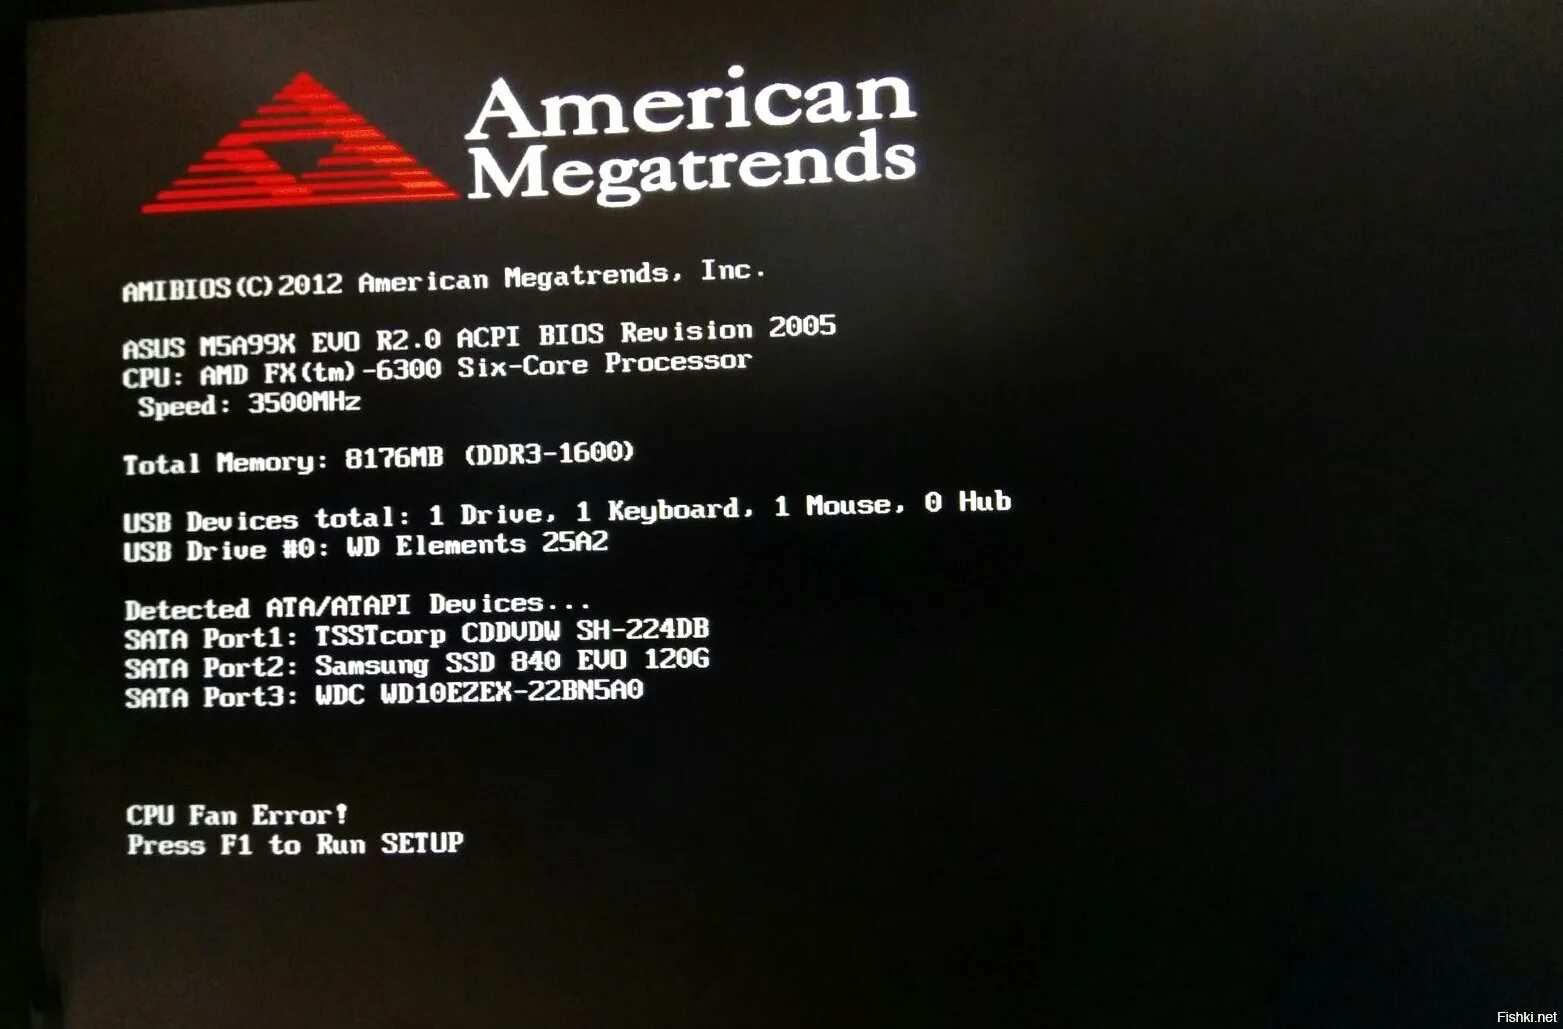 American
Megatrends
AMIBIOS(C)2012 American Megatrends, Inc.
ASUS M5A99X EVO R2.0 ACPI BIOS Revision 2005
CPU: AMD FX(tm)-6300 Six-Core Processor
Speed: 3500MHz
Total Memory: 8176MB (DDR3-1600)
USB Devices total: 1 Drive, 1 Keyboard, 1 Mouse, 0 Hub
USB Drive #0: WD Elements 25A2
Detected ATA/ATAPI Devices...
SATA Port1: TSSTcorp CDDVDW SH-224DB
SATA Port2: Samsung SSD 840 EVO 120G
SATA Port3: WDC WD10EZEX-22BN5A0
CPU Fan Error!
Press F1 to Run SETUP
Fishki.net